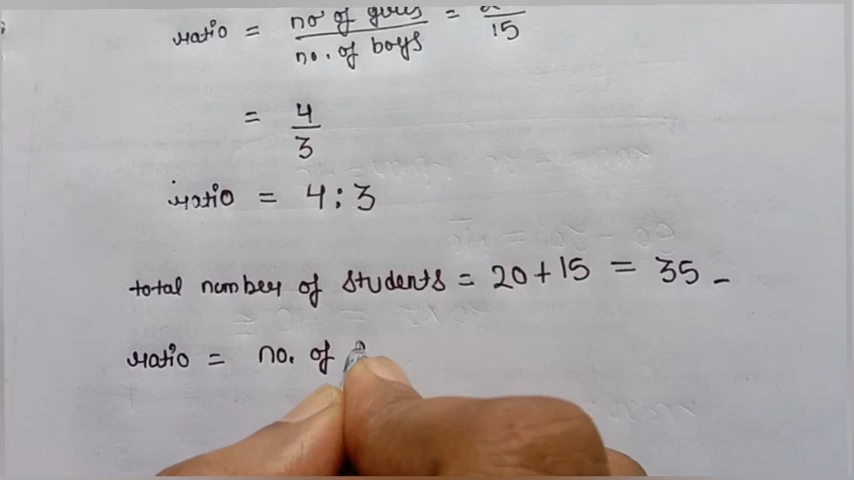 ratio = no of girls / no. of boys = 15
= 4/3
ratio = 4:3
total number of students = 20 + 15 = 35 -
ratio = no. of